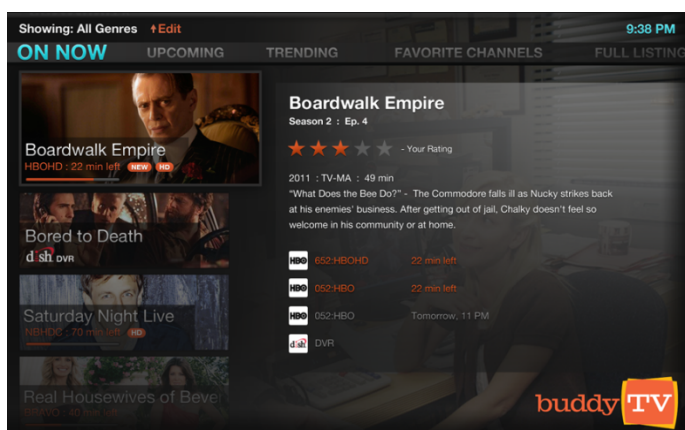 Showing: All Genres
↑Edit
9:38 PM
ON NOW
UPCOMING
TRENDING
FAVORITE CHANNELS
FULL LISTING
Boardwalk Empire
HBOHD : 22 min left NEW HD
Bored to Death
dish DVR
Saturday Night Live
NBHDC : 70 min left HD
Real Housewives of Bever
BRAVO : 40 min left
Boardwalk Empire
Season 2 : Ep. 4
- Your Rating
2011 : TV-MA : 49 min
“What Does the Bee Do?” - The Commodore falls ill as Nucky strikes back
at his enemies' business. After getting out of jail, Chalky doesn't feel so
welcome in his community or at home.
HBO 652:HBOHD 22 min left
HBO 052:HBO 22 min left
HBO 052:HBO Tomorrow, 11 PM
dish DVR
buddy TV